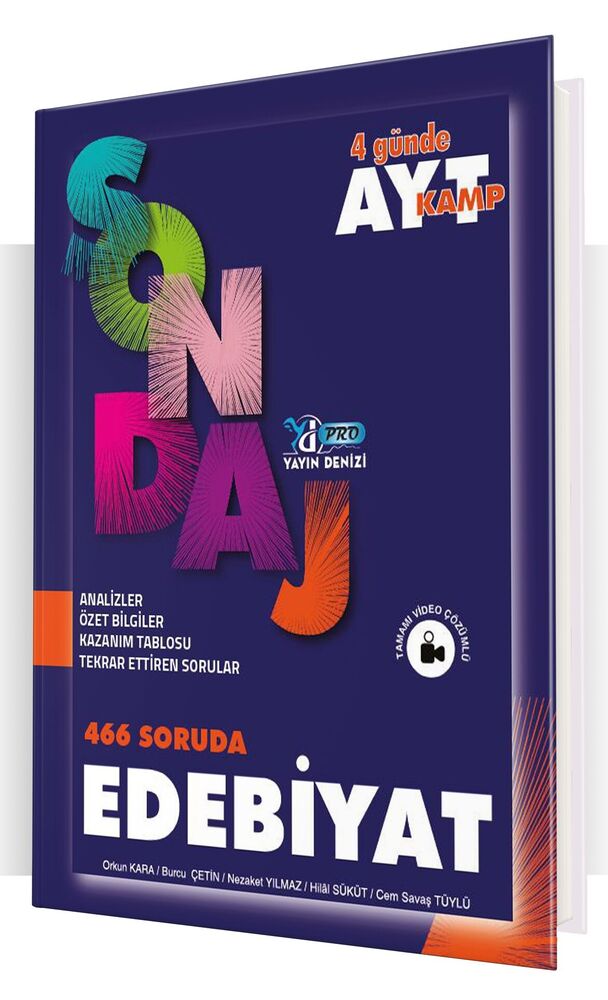 4 günde
AYT
KAMP
SONDAJ
yd PRO
YAYIN DENİZİ
ANALİZLER
ÖZET BİLGİLER
KAZANIM TABLOSU
TEKRAR ETTİREN SORULAR
TAMAMI VİDEO ÇÖZÜMLÜ
466 SORUDA
EDEBİYAT
Orkun KARA / Burcu ÇETİN / Nezaket YILMAZ / Hilâl SÜKÜT / Cem Savaş TÜYLÜ